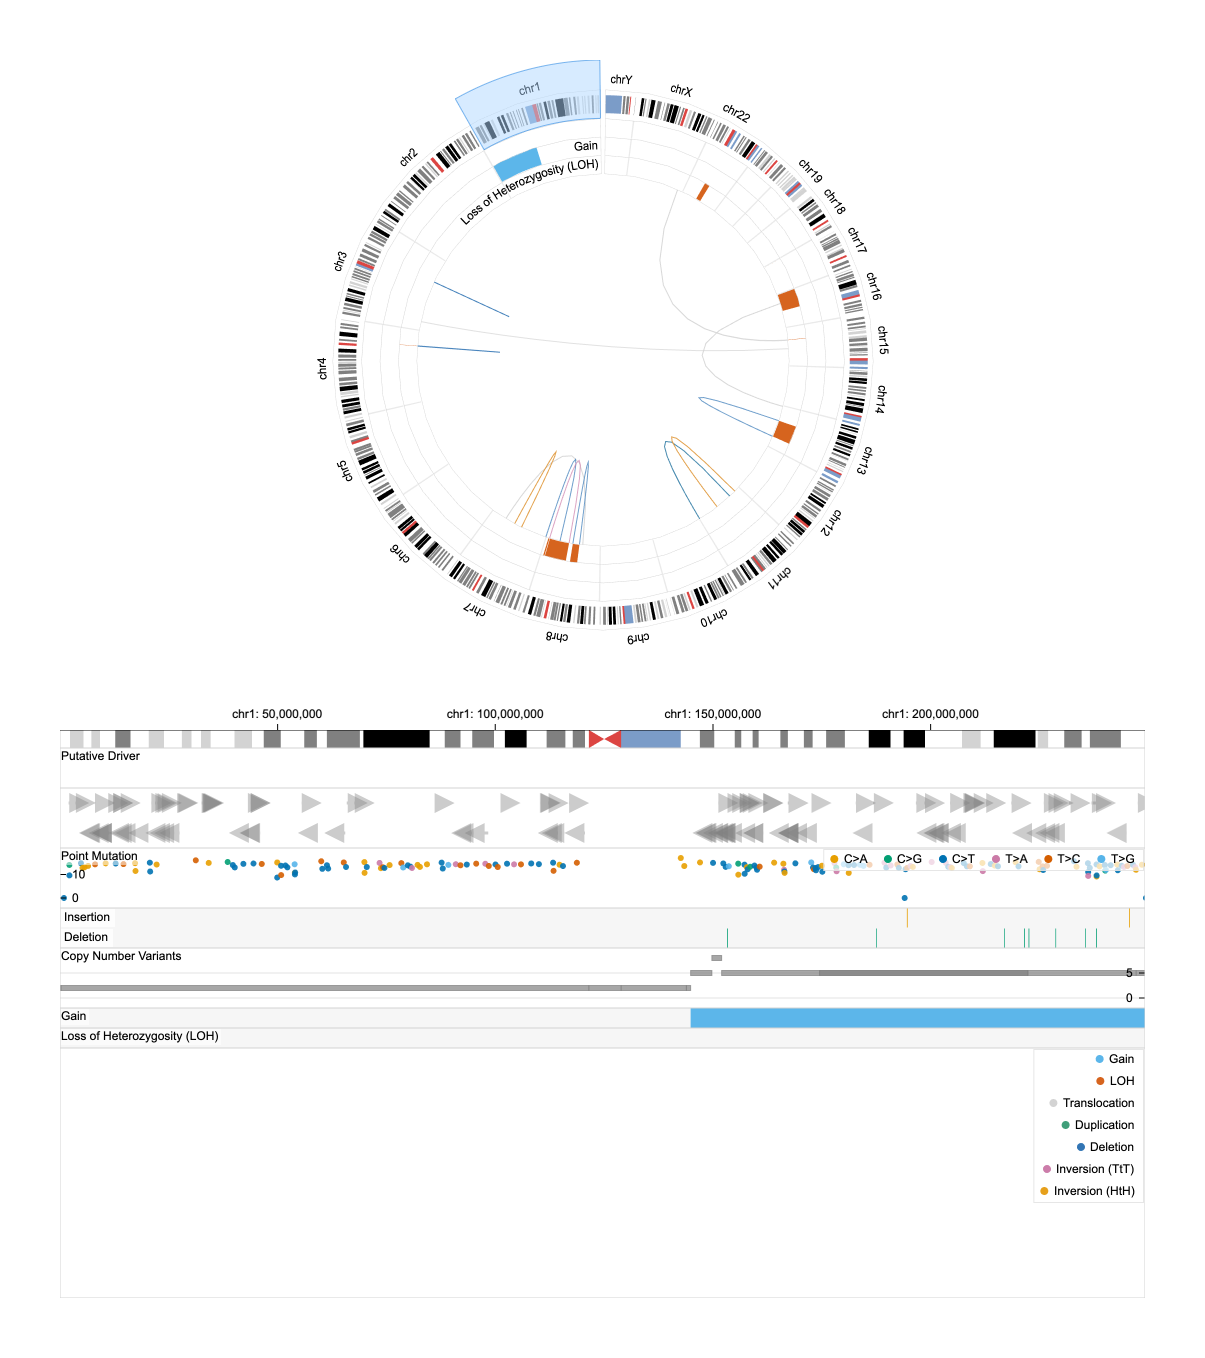 chr1
chrY
chrX
chr22
chr19
chr18
chr17
chr16
chr15
chr14
chr13
chr12
chr11
chr10
chr9
chr8
chr7
chr6
chr5
chr4
chr3
chr2
Gain
Loss of Heterozygosity (LOH)
chr1: 50,000,000 chr1: 100,000,000 chr1: 150,000,000 chr1: 200,000,000
Putative Driver
Point Mutation
C>A C>G C>T T>A T>C T>G
10
0
Insertion
Deletion
Copy Number Variants
5
0
Gain
Loss of Heterozygosity (LOH)
Gain
LOH
Translocation
Duplication
Deletion
Inversion (TtT)
Inversion (HtH)